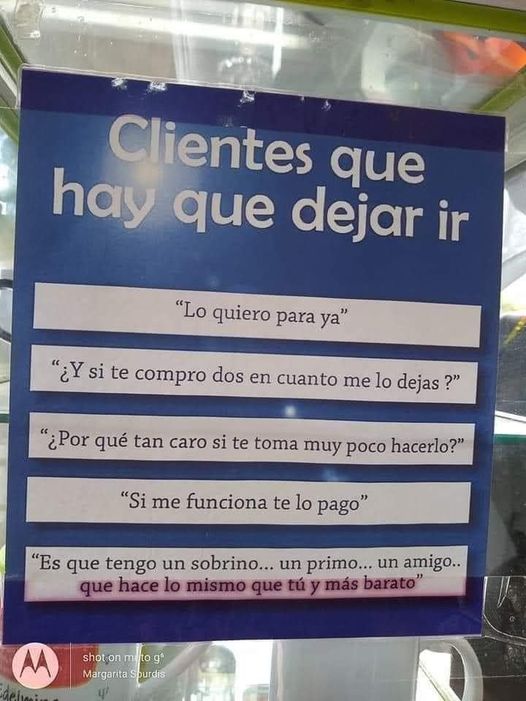 Clientes que
hay que dejar ir
“Lo quiero para ya”
“¿Y si te compro dos en cuanto me lo dejas ?”
“¿Por qué tan caro si te toma muy poco hacerlo?”
“Si me funciona te lo pago”
“Es que tengo un sobrino... un primo... un amigo..
que hace lo mismo que tú y más barato”
shot on moto g⁶
Margarita Sourdis